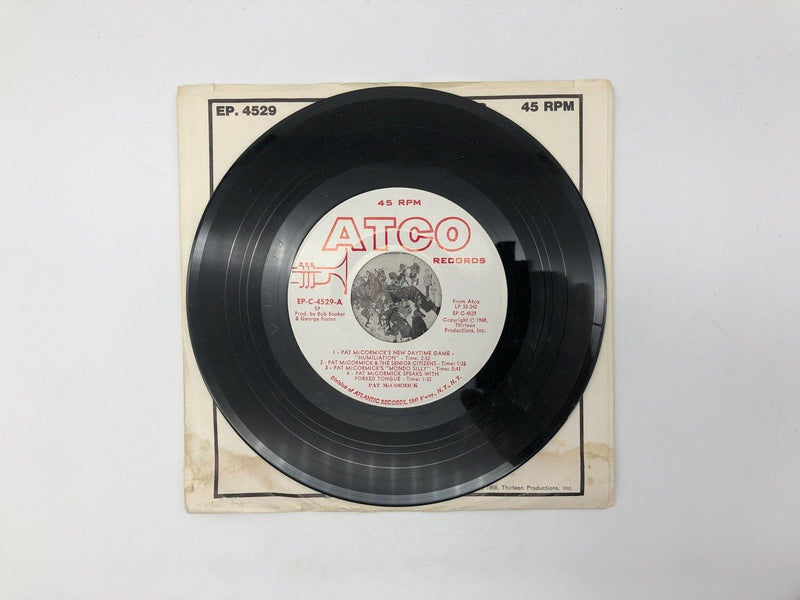 EP. 4529
45 RPM
45 RPM
ATCO
RECORDS
EP-C-4529-A
SP
Prod. by Bob Booker
& George Foster
From Atco
LP 33-242
EP-C-4529
Copyright © 1968,
Thirteen
Productions, Inc.
1 - PAT McCORMICK'S NEW DAYTIME GAME -
"HUMILIATION" - Time: 2:52
2 - PAT McCORMICK & THE SENIOR CITIZENS - Time: 1:26
3 - PAT McCORMICK'S "MONDO SILLY" - Time: 0:43
4 - PAT McCORMICK SPEAKS WITH
FORKED TONGUE - Time: 1:32
PAT McCORMICK
Division of ATLANTIC RECORDS, 1841 B'way., N.Y., N.Y.
1968, Thirteen Productions, Inc.